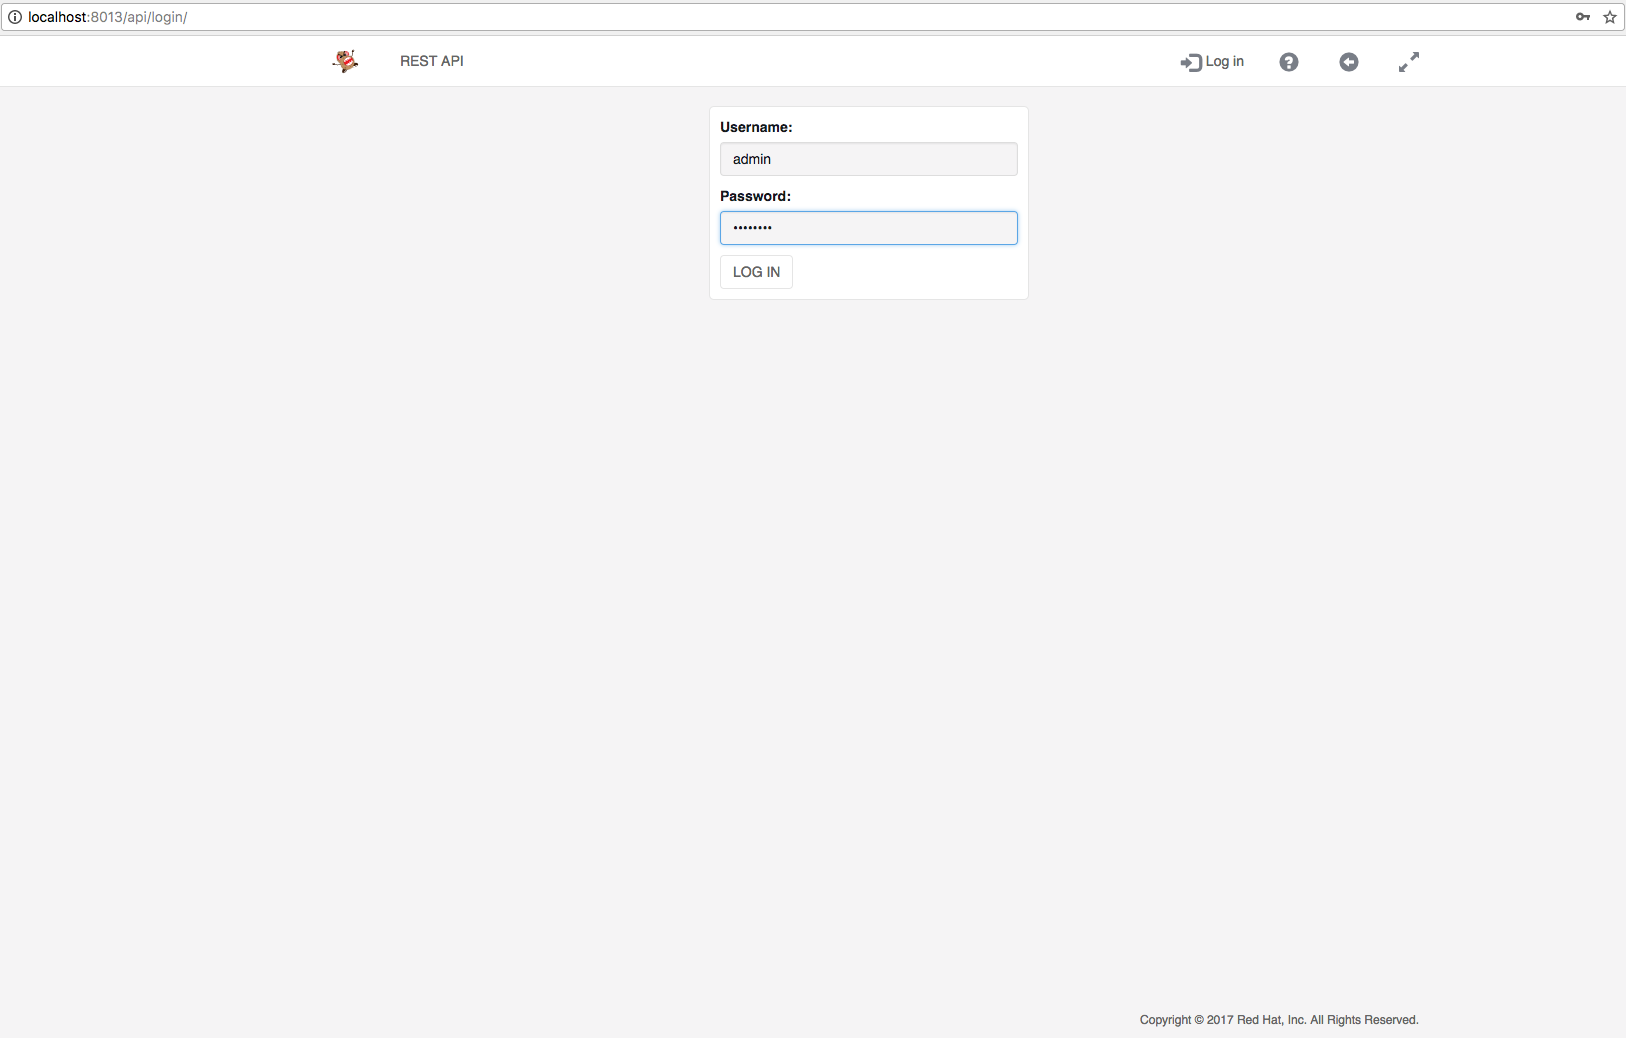 localhost:8013/api/login/
REST API
Log in
Username:
admin
Password:
••••••••
LOG IN
Copyright © 2017 Red Hat, Inc. All Rights Reserved.